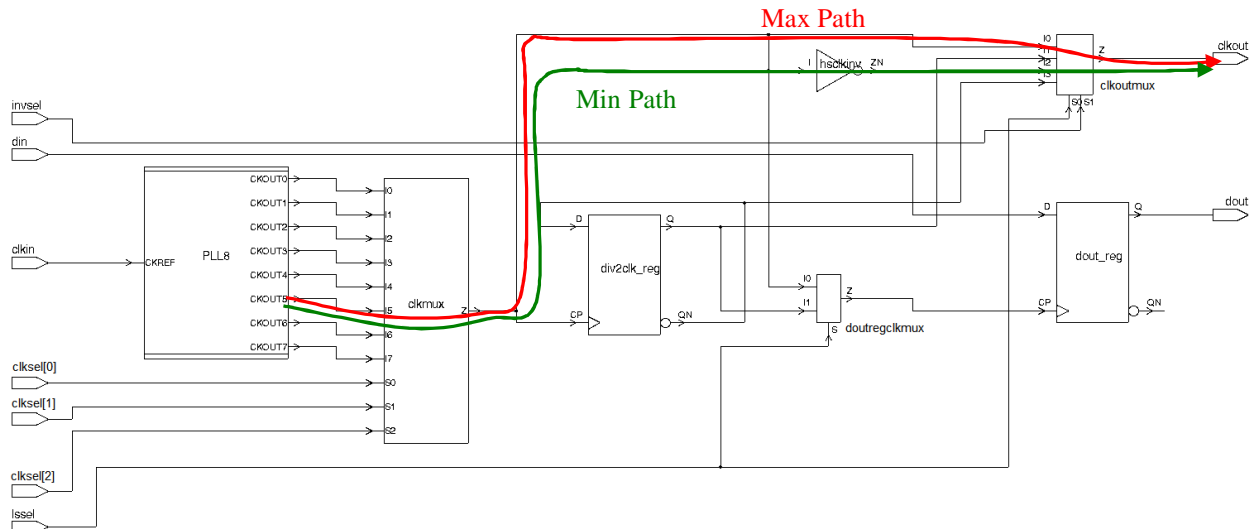 Max Path
I0
Z
clkout
I1
hsclkinv
I
ZN
I2
I3
Min Path
clkoutmux
invsel
S0
S1
din
CKOUT0
I0
CKOUT1
I1
D
Q
dout
CKOUT2
I2
D
Q
CKOUT3
I3
clkin
CKREF
PLL8
div2clk_reg
dout_reg
CKOUT4
I4
I0
Z
CKOUT5
I5
clkmux
Z
I1
CP
QN
CKOUT6
I6
CP
QN
doutregclkmux
S
CKOUT7
I7
clksel[0]
S0
clksel[1]
S1
S2
clksel[2]
lssel